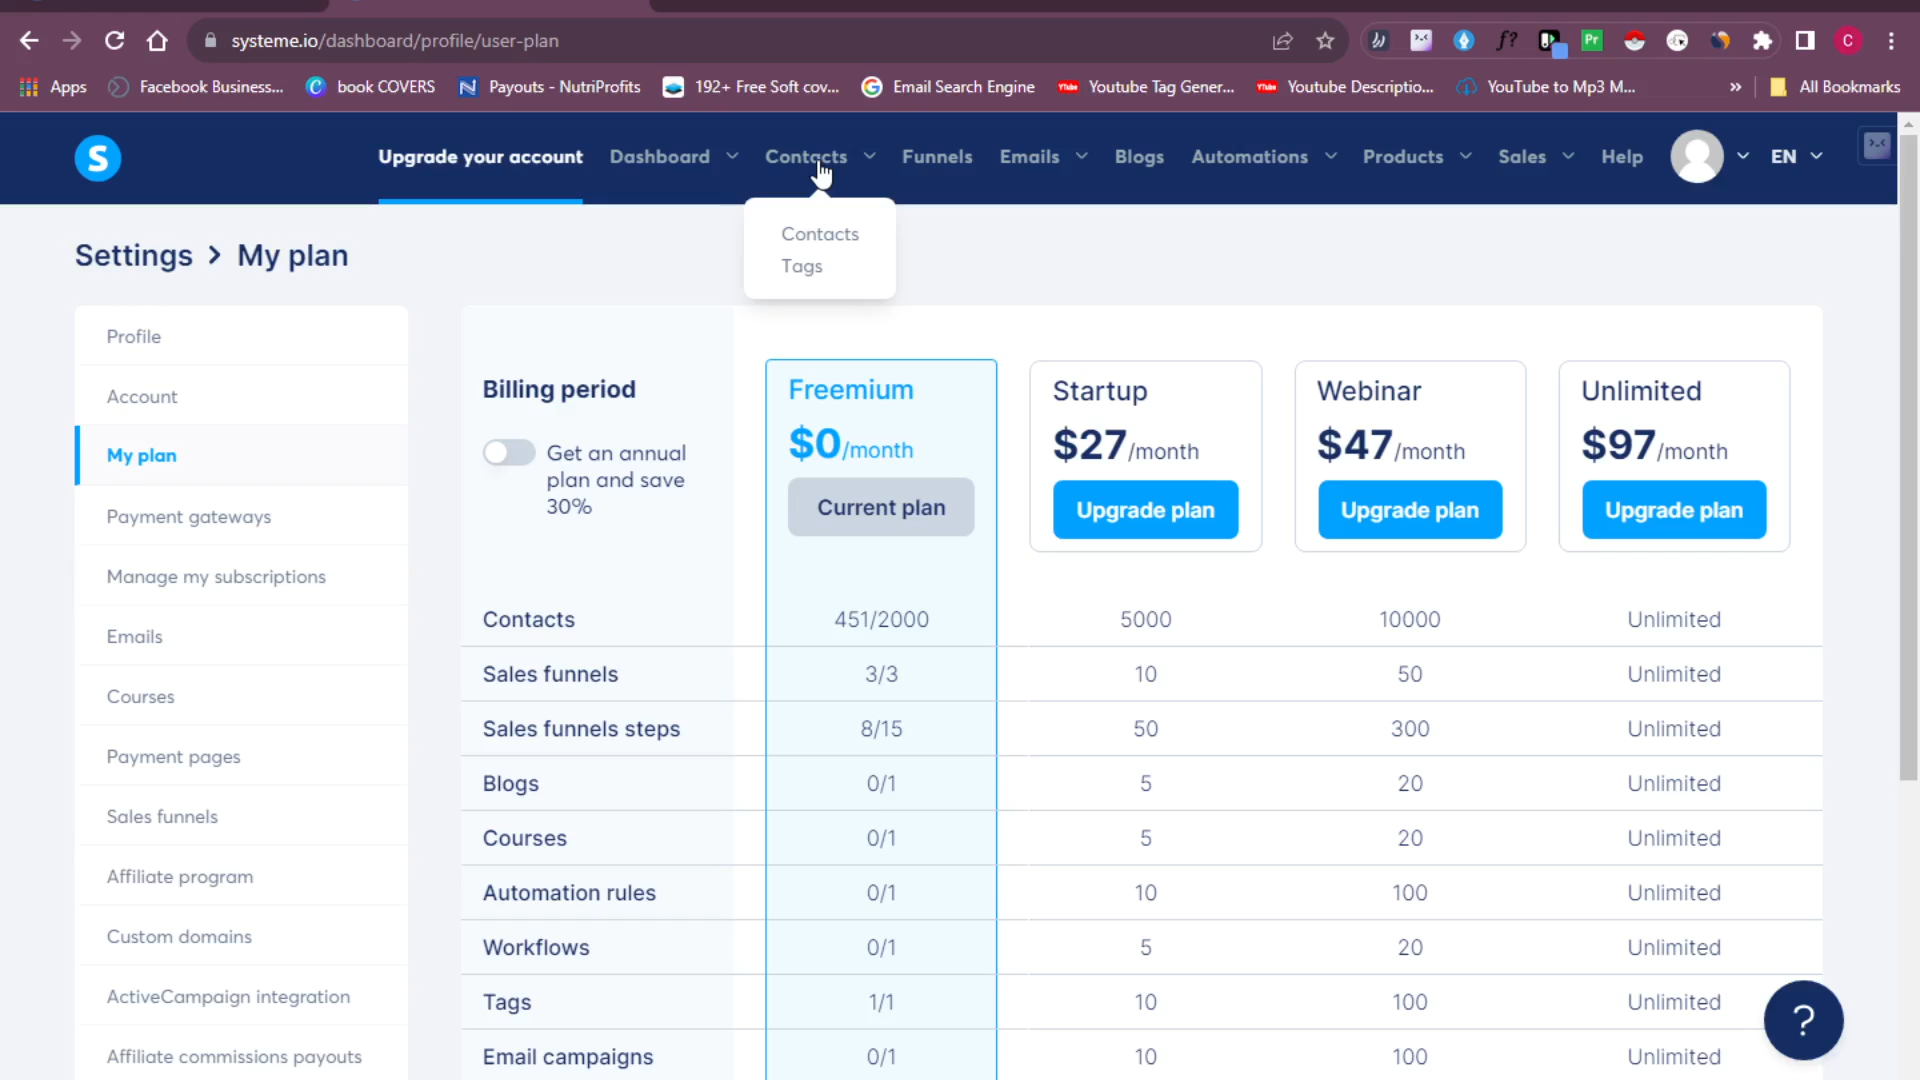 systeme.io/dashboard/profile/user-plan
Apps Facebook Business... book COVERS Payouts - NutriProfits 192+ Free Soft cov... Email Search Engine Youtube Tag Gener... Youtube Descriptio... YouTube to Mp3 M... » All Bookmarks
S Upgrade your account Dashboard Contacts Funnels Emails Blogs Automations Products Sales Help EN
Contacts
Tags
Settings > My plan
Profile
Account
My plan
Payment gateways
Manage my subscriptions
Emails
Courses
Payment pages
Sales funnels
Affiliate program
Custom domains
ActiveCampaign integration
Affiliate commissions payouts
Billing period
Get an annual
plan and save
30%
Freemium
$0/month
Current plan
Startup
$27/month
Upgrade plan
Webinar
$47/month
Upgrade plan
Unlimited
$97/month
Upgrade plan
Contacts 451/2000 5000 10000 Unlimited
Sales funnels 3/3 10 50 Unlimited
Sales funnels steps 8/15 50 300 Unlimited
Blogs 0/1 5 20 Unlimited
Courses 0/1 5 20 Unlimited
Automation rules 0/1 10 100 Unlimited
Workflows 0/1 5 20 Unlimited
Tags 1/1 10 100 Unlimited
Email campaigns 0/1 10 100 Unlimited
?